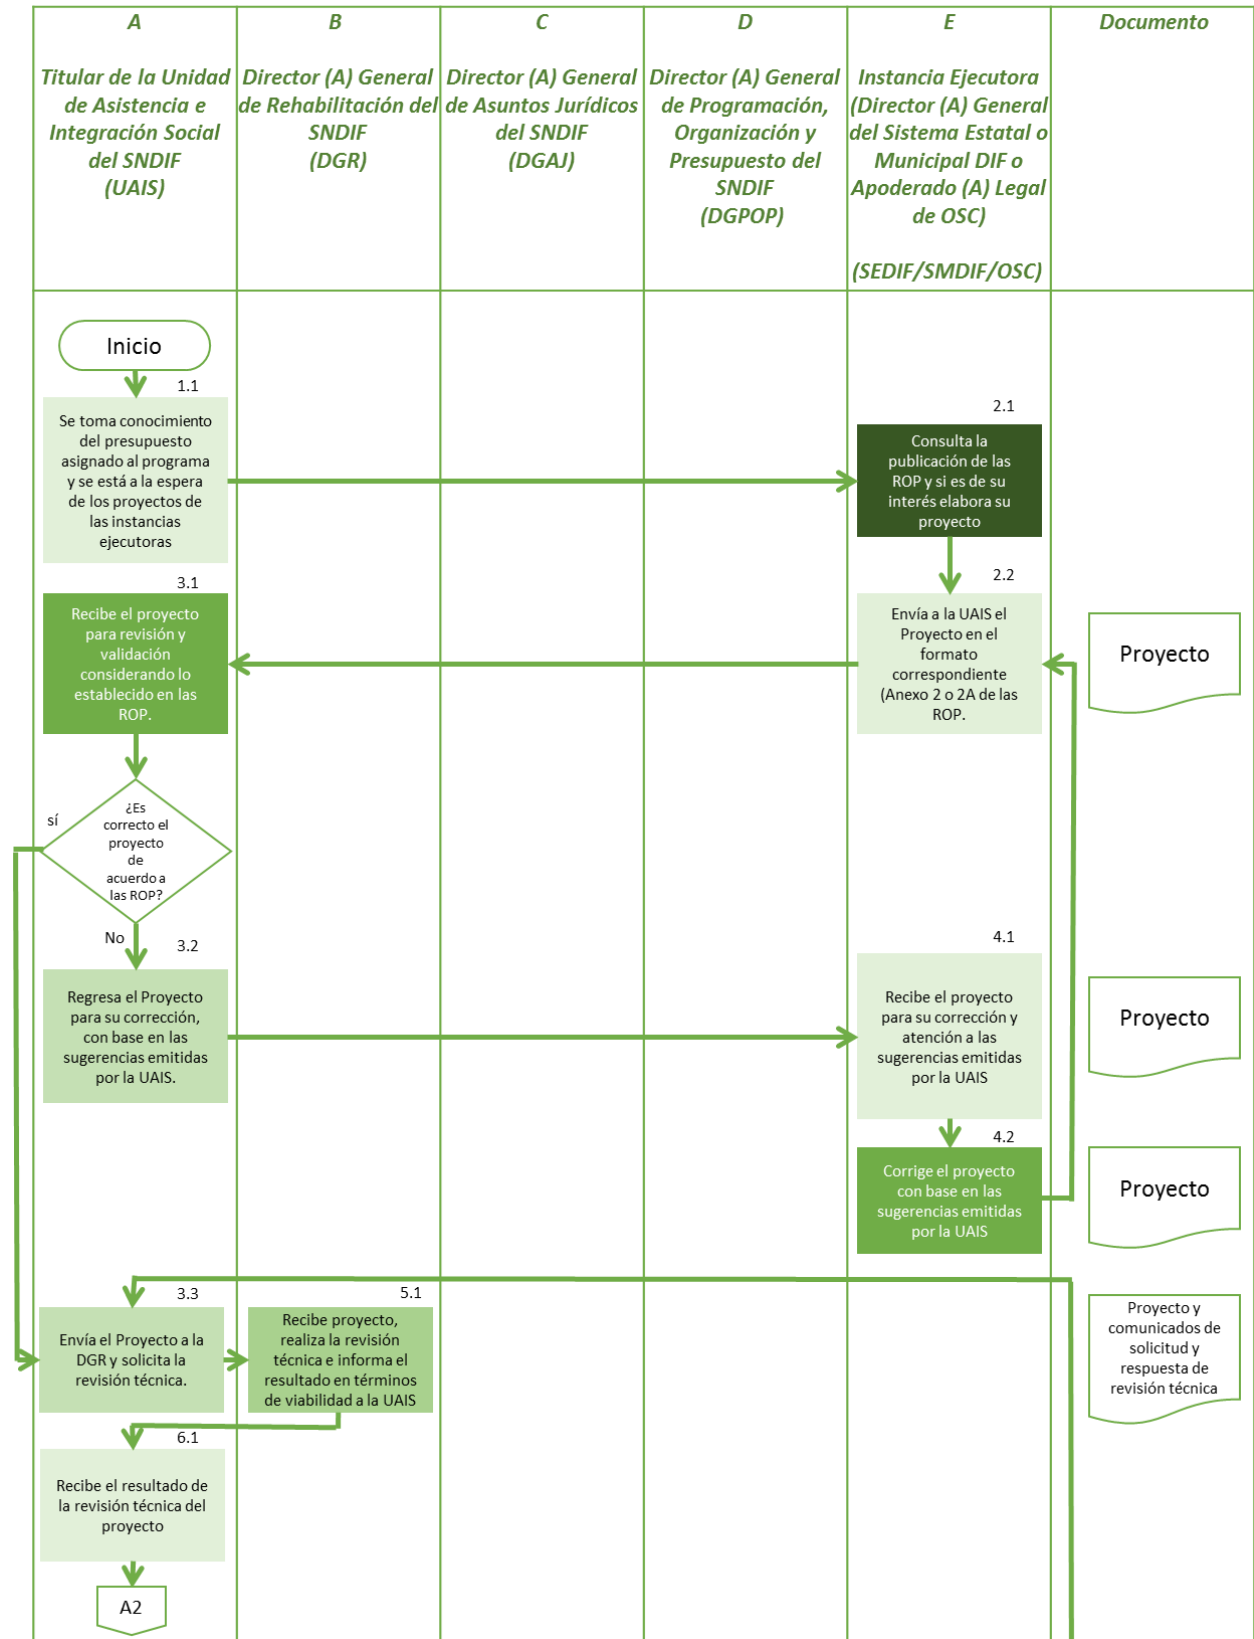 A
Titular de la Unidad
de Asistencia e
Integración Social
del SNDIF
(UAIS)
B
Director (A) General
de Rehabilitación del
SNDIF
(DGR)
C
Director (A) General
de Asuntos Jurídicos
del SNDIF
(DGAJ)
D
Director (A) General
de Programación,
Organización y
Presupuesto del
SNDIF
(DGPOP)
E
Instancia Ejecutora
(Director (A) General
del Sistema Estatal o
Municipal DIF o
Apoderado (A) Legal
de OSC)
(SEDIF/SMDIF/OSC)
Documento
Inicio
1.1
Se toma conocimiento
del presupuesto
asignado al programa
y se está a la espera
de los proyectos de
las instancias
ejecutoras
2.1
Consulta la
publicación de las
ROP y si es de su
interés elabora su
proyecto
2.2
Envía a la UAIS el
Proyecto en el
formato
correspondiente
(Anexo 2 o 2A de las
ROP.
Proyecto
3.1
Recibe el proyecto
para revisión y
validación
considerando lo
establecido en las
ROP.
sí
¿Es
correcto el
proyecto
de
acuerdo a
las ROP?
No
3.2
Regresa el Proyecto
para su corrección,
con base en las
sugerencias emitidas
por la UAIS.
4.1
Recibe el proyecto
para su corrección y
atención a las
sugerencias emitidas
por la UAIS
Proyecto
4.2
Corrige el proyecto
con base en las
sugerencias emitidas
por la UAIS
Proyecto
3.3
Envía el Proyecto a la
DGR y solicita la
revisión técnica.
5.1
Recibe proyecto,
realiza la revisión
técnica e informa el
resultado en términos
de viabilidad a la UAIS
Proyecto y
comunicados de
solicitud y
respuesta de
revisión técnica
6.1
Recibe el resultado de
la revisión técnica del
proyecto
A2